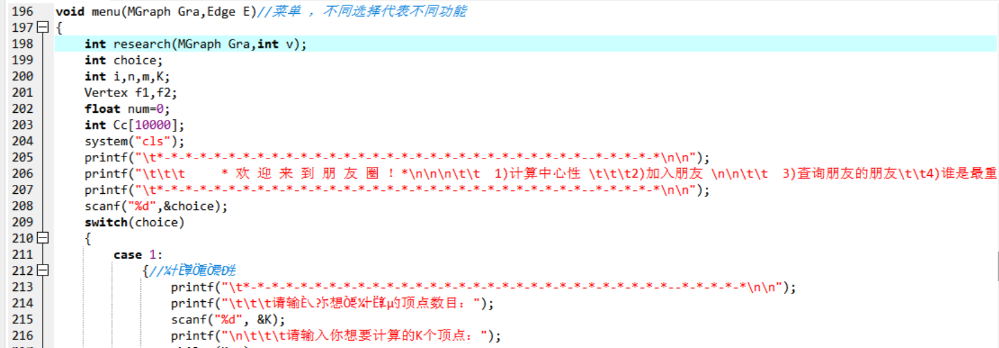 196 void menu(MGraph Gra,Edge E)//菜单 , 不同选择代表不同功能
197 {
198 int research(MGraph Gra,int v);
199 int choice;
200 int i,n,m,K;
201 Vertex f1,f2;
202 float num=0;
203 int Cc[10000];
204 system("cls");
205 printf("\t*-*-*-*-*-*-*-*-*-*-*-*-*-*-*-*-*-*-*-*-*-*-*-*-*-*-*-*-*-*--*-*-*-*-*\n\n");
206 printf("\t\t\t * 欢 迎 来 到 朋 友 圈 ! *\n\n\n\t\t 1)计算中心性 \t\t\t2)加入朋友 \n\n\t\t 3)查询朋友的朋友\t\t4)谁是最重
207 printf("\t*-*-*-*-*-*-*-*-*-*-*-*-*-*-*-*-*-*-*-*-*-*-*-*-*-*-*-*-*-*--*-*-*-*-*\n\n");
208 scanf("%d",&choice);
209 switch(choice)
210 {
211 case 1:
212 {//
213 printf("\t*-*-*-*-*-*-*-*-*-*-*-*-*-*-*-*-*-*-*-*-*-*-*-*-*-*-*-*-*-*--*-*-*-*-*\n\n");
214 printf("\t\t\t请输 想 的顶点数目: ");
215 scanf("%d", &K);
216 printf("\n\t\t\t请输入你想要计算的K个顶点: ");